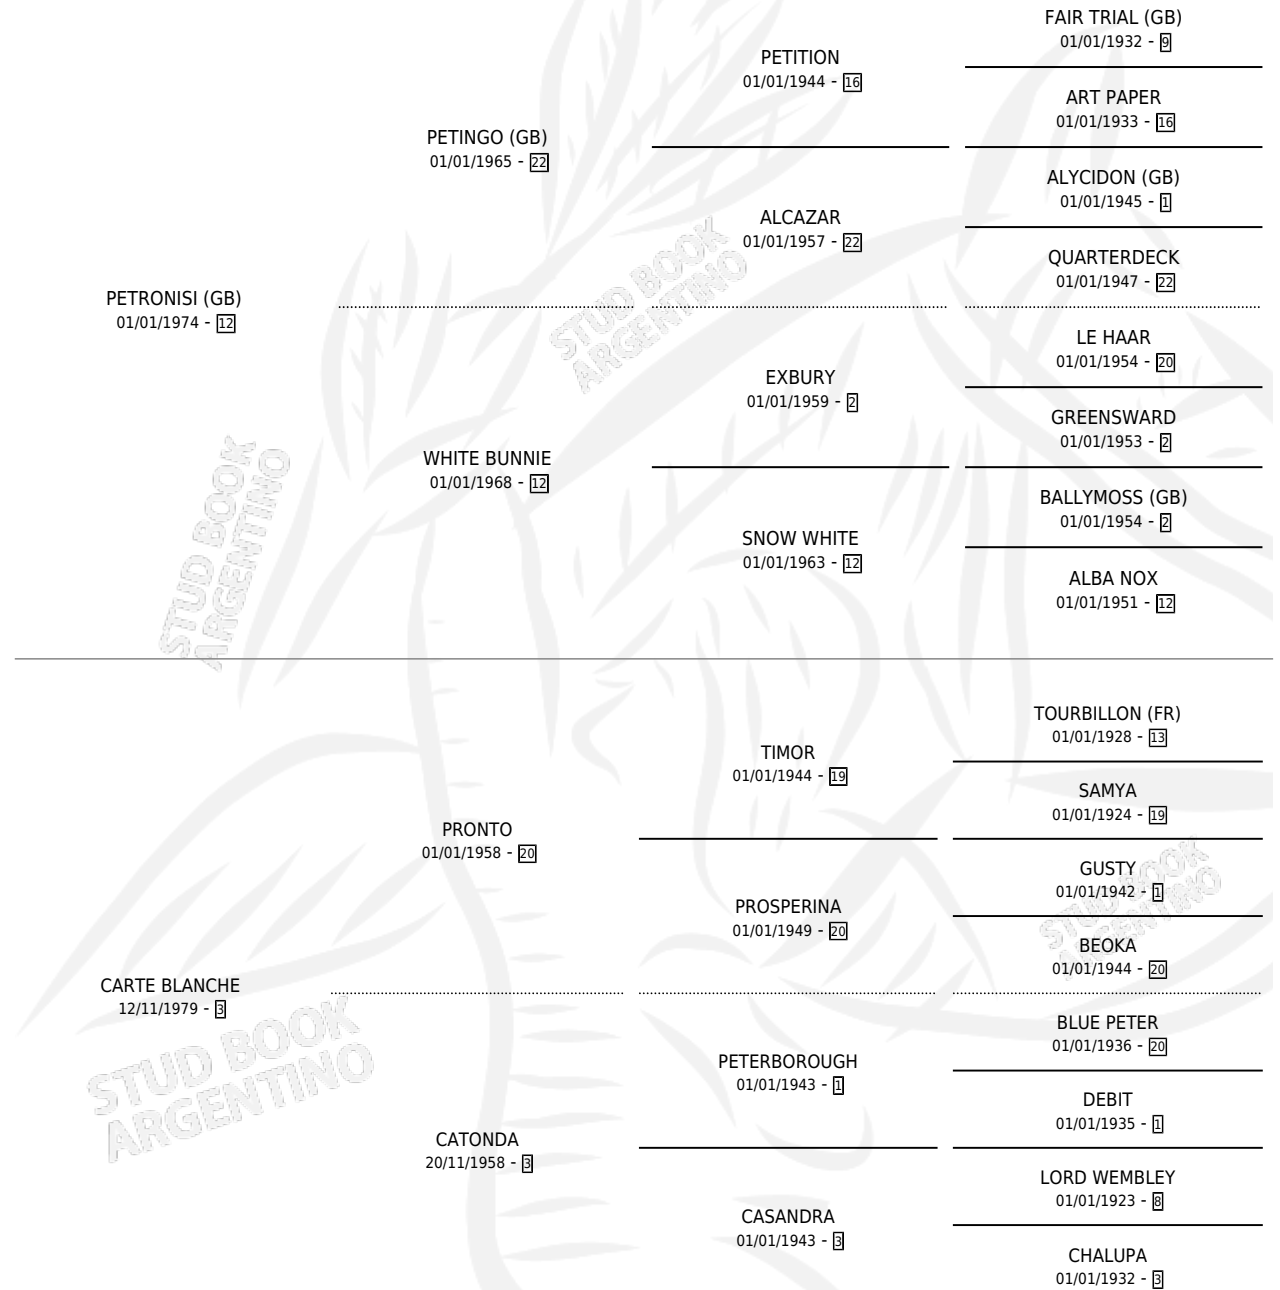 FAIR TRIAL (GB)
01/01/1932 - 9
PETITION
01/01/1944 - 16
ART PAPER
01/01/1933 - 16
PETINGO (GB)
01/01/1965 - 22
ALYCIDON (GB)
01/01/1945 - 1
ALCAZAR
01/01/1957 - 22
QUARTERDECK
01/01/1947 - 22
PETRONISI (GB)
01/01/1974 - 12
LE HAAR
01/01/1954 - 20
EXBURY
01/01/1959 - 2
GREENSWARD
01/01/1953 - 2
WHITE BUNNIE
01/01/1968 - 12
BALLYMOSS (GB)
01/01/1954 - 2
SNOW WHITE
01/01/1963 - 12
ALBA NOX
01/01/1951 - 12
STUD BOOK
ARGENTINO
STUD BOOK
ARGENTINO
TOURBILLON (FR)
01/01/1928 - 13
TIMOR
01/01/1944 - 19
SAMYA
01/01/1924 - 19
PRONTO
01/01/1958 - 20
GUSTY
01/01/1942 - 1
PROSPERINA
01/01/1949 - 20
BEOKA
01/01/1944 - 20
STUD BOOK
ARGENTINO
CARTE BLANCHE
12/11/1979 - 3
BLUE PETER
01/01/1936 - 20
PETERBOROUGH
01/01/1943 - 1
DEBIT
01/01/1935 - 1
STUD BOOK
ARGENTINO
CATONDA
20/11/1958 - 3
LORD WEMBLEY
01/01/1923 - 8
CASANDRA
01/01/1943 - 3
CHALUPA
01/01/1932 - 3